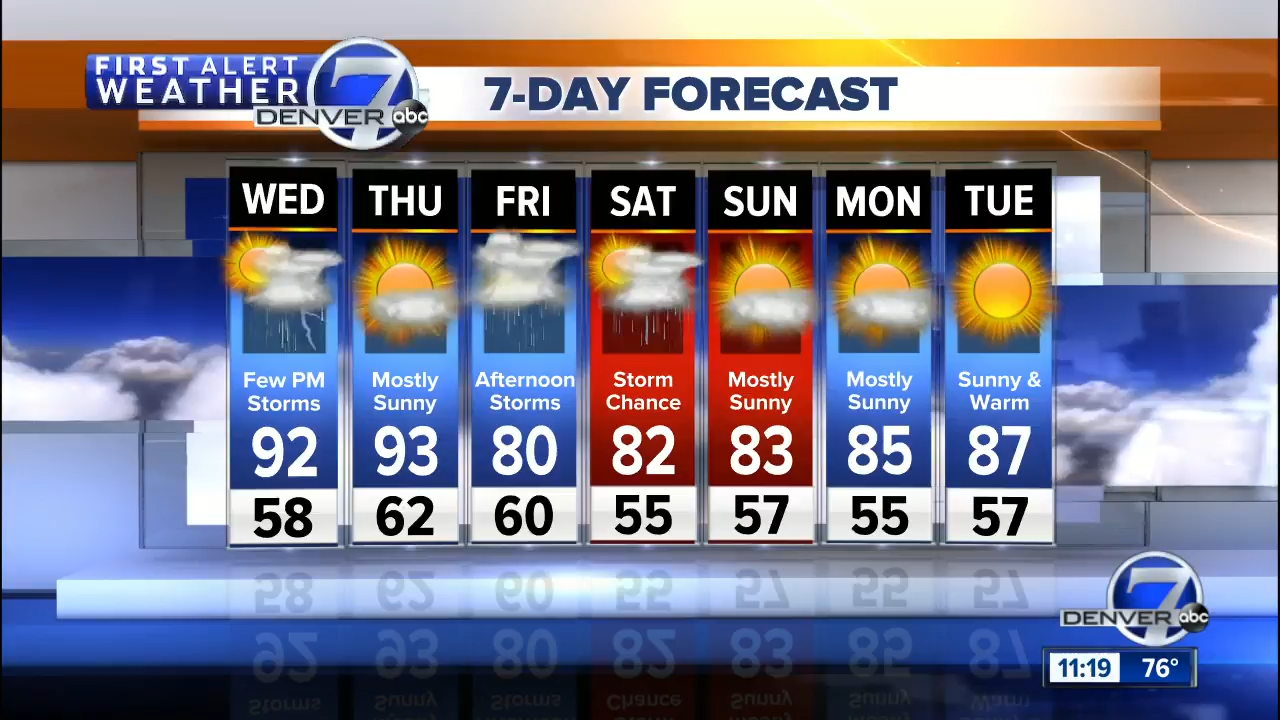 FIRST ALERT
WEATHER
7
DENVER abc
7-DAY FORECAST
WED THU FRI SAT SUN MON TUE
Few PM Mostly Afternoon Storm Mostly Mostly Sunny &
Storms Sunny Storms Chance Sunny Sunny Warm
92 93 80 82 83 85 87
58 62 60 55 57 55 57
7
DENVER abc
11:19 76°